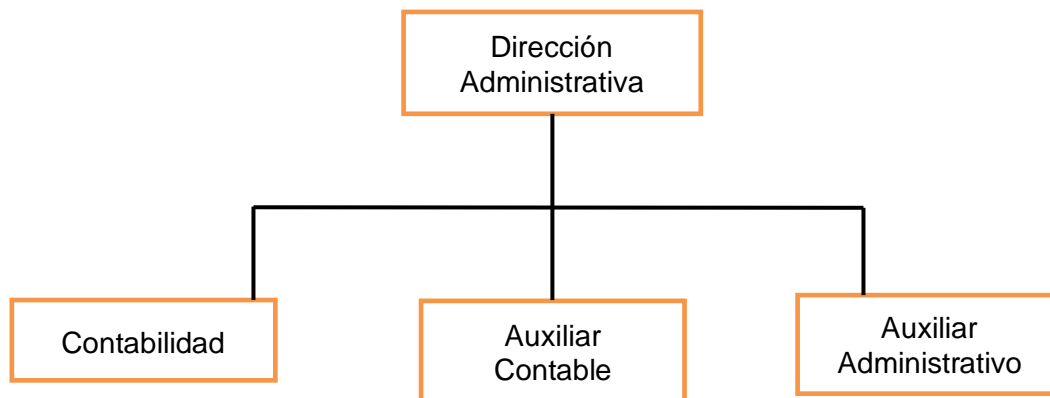 Dirección
Administrativa
Contabilidad
Auxiliar
Contable
Auxiliar
Administrativo